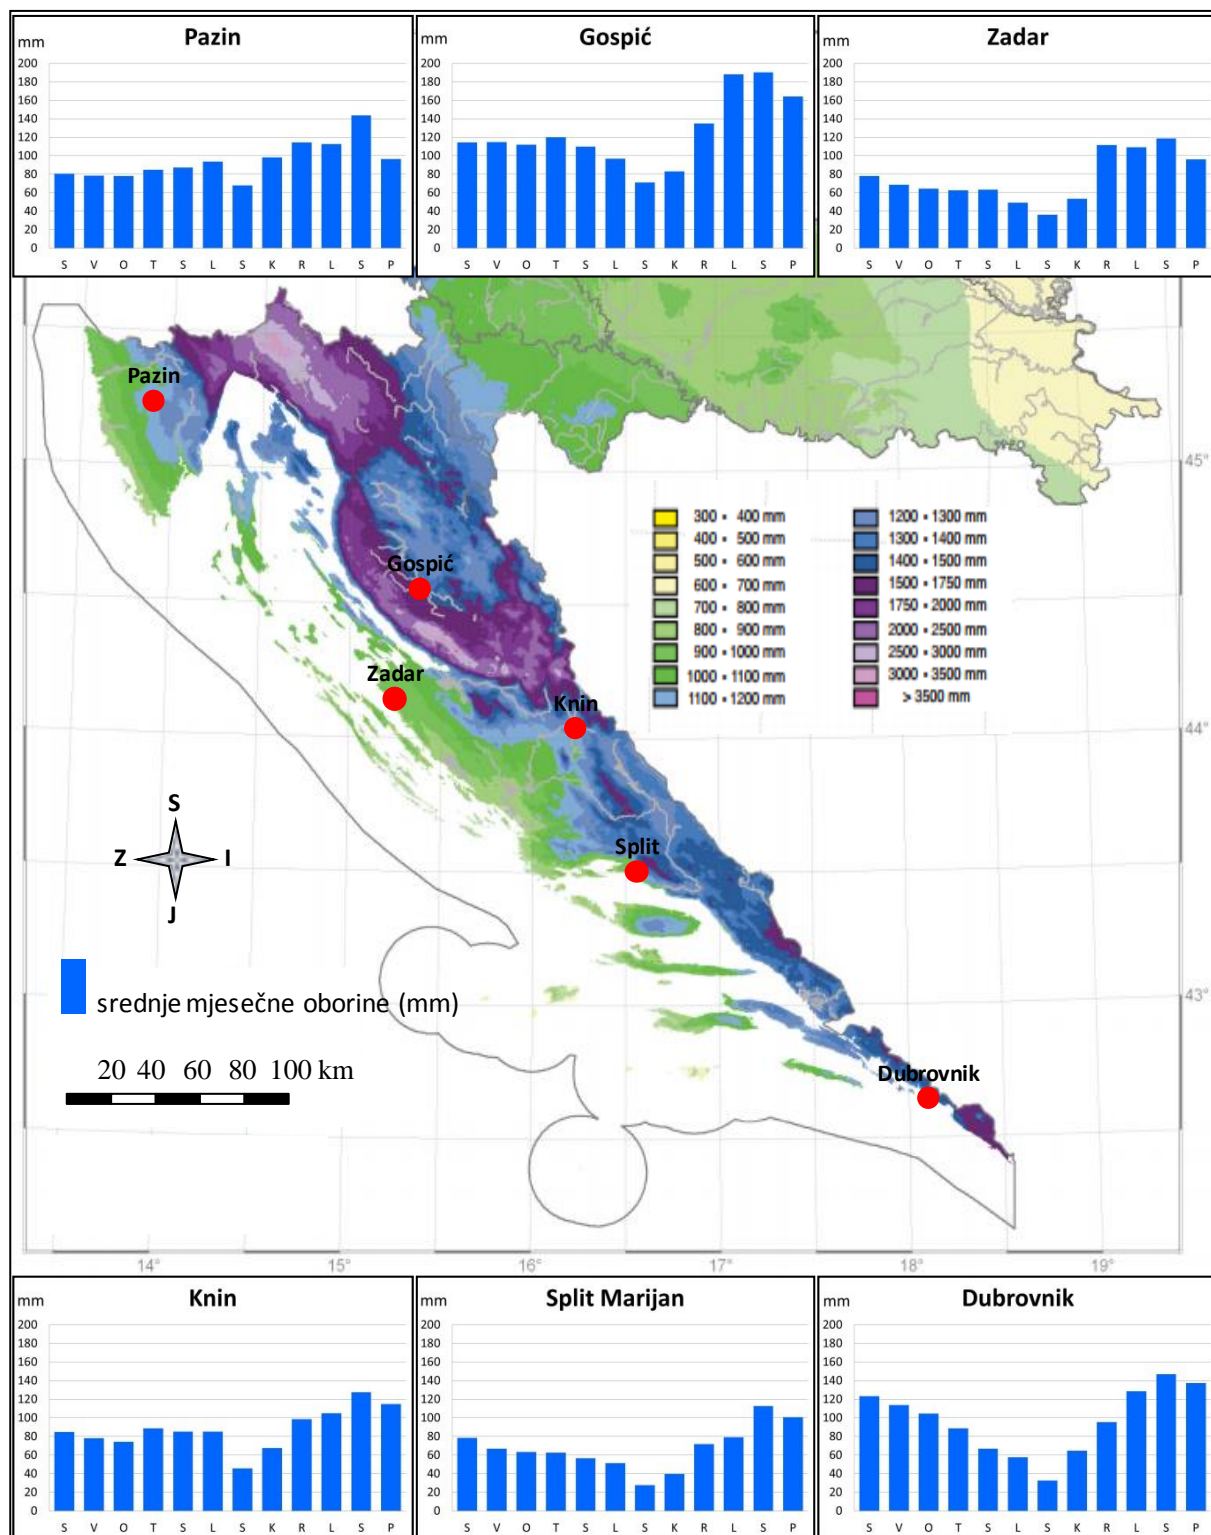 Pazin
mm
200
180
160
140
120
100
80
60
40
20
0
S V O T S L S K R L S P
Gospić
mm
200
180
160
140
120
100
80
60
40
20
0
S V O T S L S K R L S P
Zadar
mm
200
180
160
140
120
100
80
60
40
20
0
S V O T S L S K R L S P
Pazin
Gospić
Zadar
Knin
Split
Dubrovnik
45°
44°
43°
300 - 400 mm
400 - 500 mm
500 - 600 mm
600 - 700 mm
700 - 800 mm
800 - 900 mm
900 - 1000 mm
1000 - 1100 mm
1100 - 1200 mm
1200 - 1300 mm
1300 - 1400 mm
1400 - 1500 mm
1500 - 1750 mm
1750 - 2000 mm
2000 - 2500 mm
2500 - 3000 mm
3000 - 3500 mm
> 3500 mm
S
Z I
J
srednje mjesečne oborine (mm)
20 40 60 80 100 km
14° 15° 16° 17° 18° 19°
Knin
mm
200
180
160
140
120
100
80
60
40
20
0
S V O T S L S K R L S P
Split Marijan
mm
200
180
160
140
120
100
80
60
40
20
0
S V O T S L S K R L S P
Dubrovnik
mm
200
180
160
140
120
100
80
60
40
20
0
S V O T S L S K R L S P